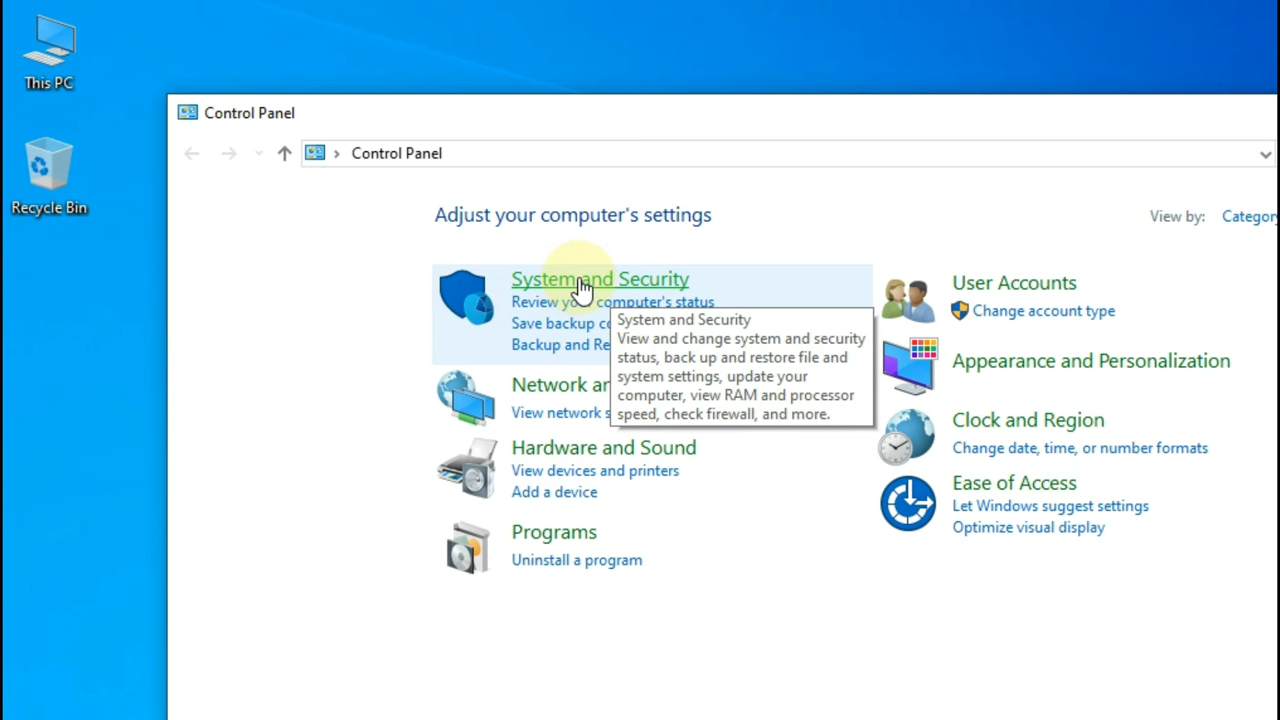 This PC
Recycle Bin
Control Panel
Control Panel
Adjust your computer's settings
View by:
System and Security
Review your computer's status
Save backup
Backup and
System and Security
View and change system and security
status, back up and restore file and
system settings, update your
computer, view RAM and processor
speed, check firewall, and more.
Network
View network
Hardware and Sound
View devices and printers
Add a device
Programs
Uninstall a program
User Accounts
Change account type
Appearance and Personalization
Clock and Region
Change date, time, or number formats
Ease of Access
Let Windows suggest settings
Optimize visual display